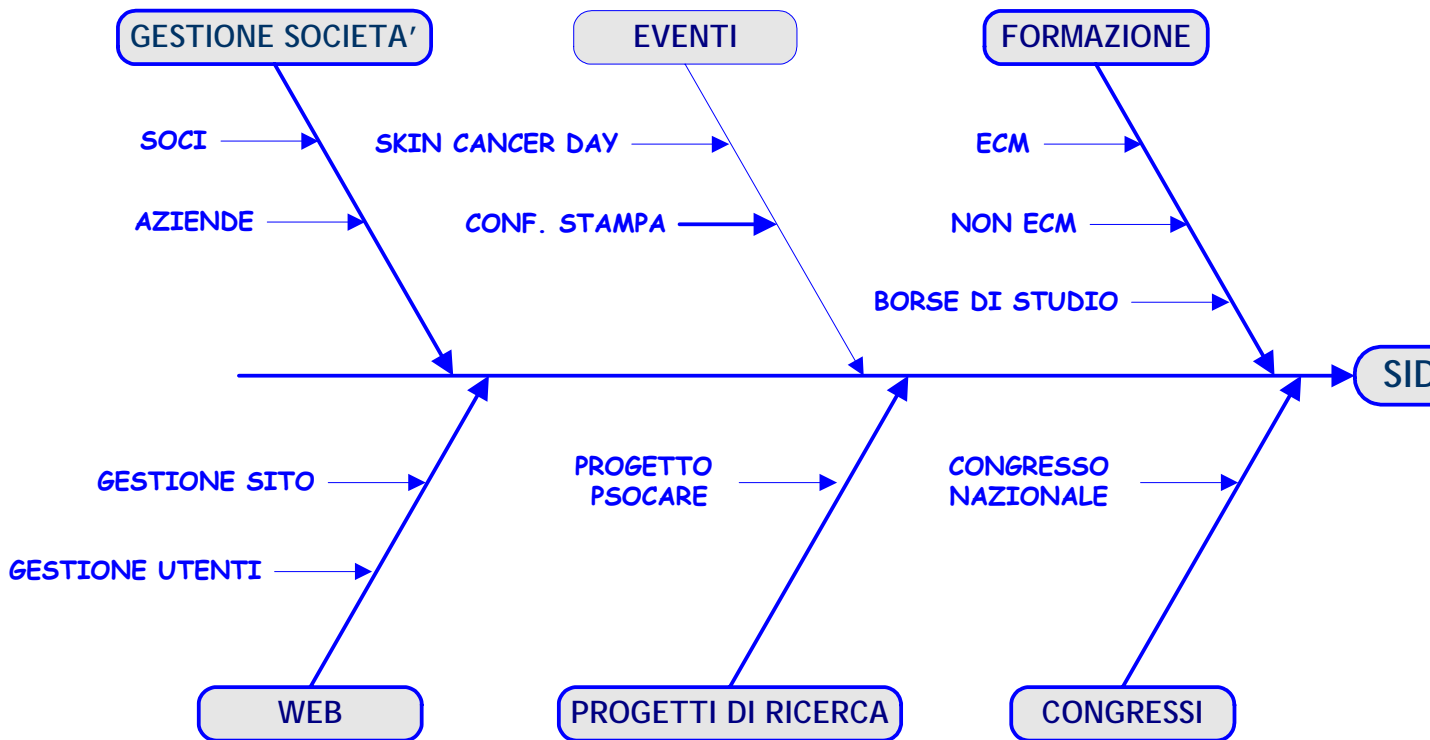 GESTIONE SOCIETA'
EVENTI
FORMAZIONE
SOCI
SKIN CANCER DAY
ECM
AZIENDE
CONF. STAMPA
NON ECM
BORSE DI STUDIO
SID
GESTIONE SITO
PROGETTO
PSOCARE
CONGRESSO
NAZIONALE
GESTIONE UTENTI
WEB
PROGETTI DI RICERCA
CONGRESSI